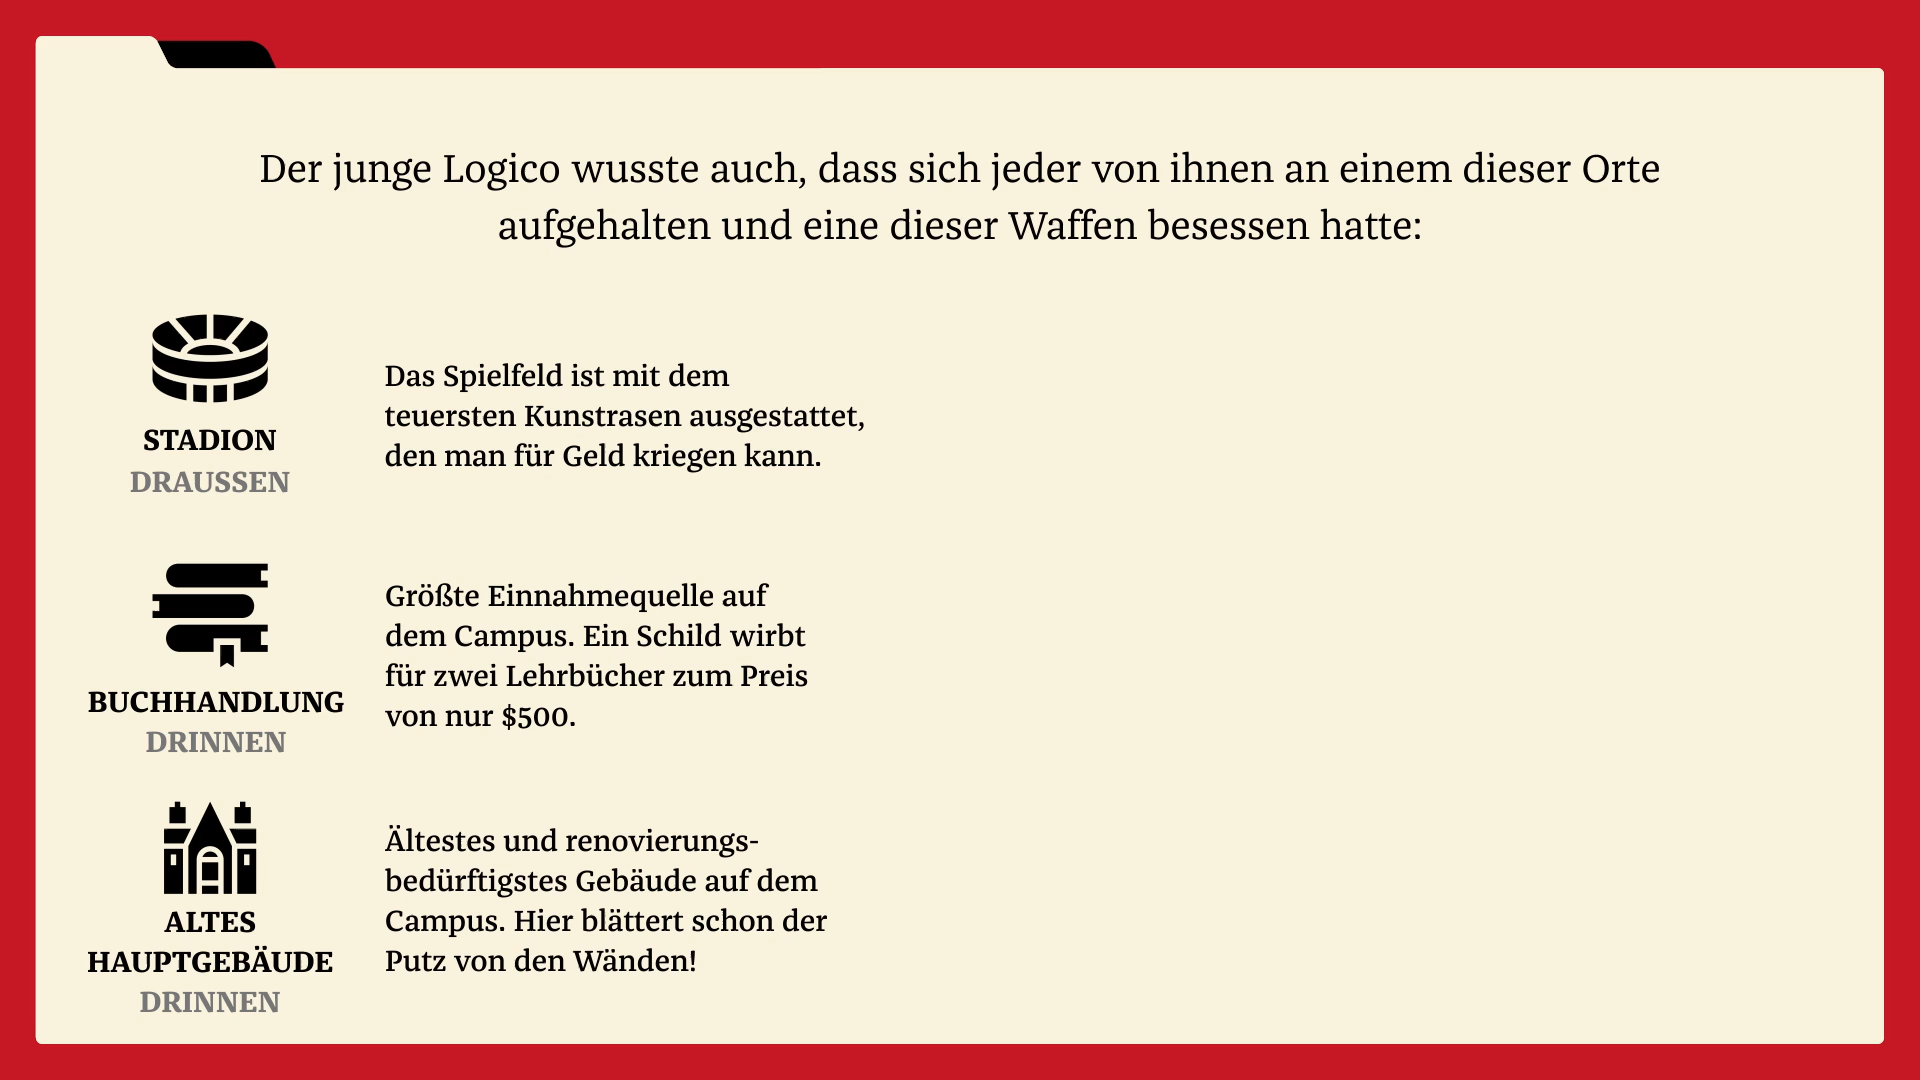 Der junge Logico wusste auch, dass sich jeder von ihnen an einem dieser Orte
aufgehalten und eine dieser Waffen besessen hatte:
STADION
DRAUSSEN
Das Spielfeld ist mit dem
teuersten Kunstrasen ausgestattet,
den man für Geld kriegen kann.
BUCHHANDLUNG
DRINNEN
Größte Einnahmequelle auf
dem Campus. Ein Schild wirbt
für zwei Lehrbücher zum Preis
von nur $500.
ALTES
HAUPTGEBÄUDE
DRINNEN
Ältestes und renovierungs-
bedürftigstes Gebäude auf dem
Campus. Hier blättert schon der
Putz von den Wänden!